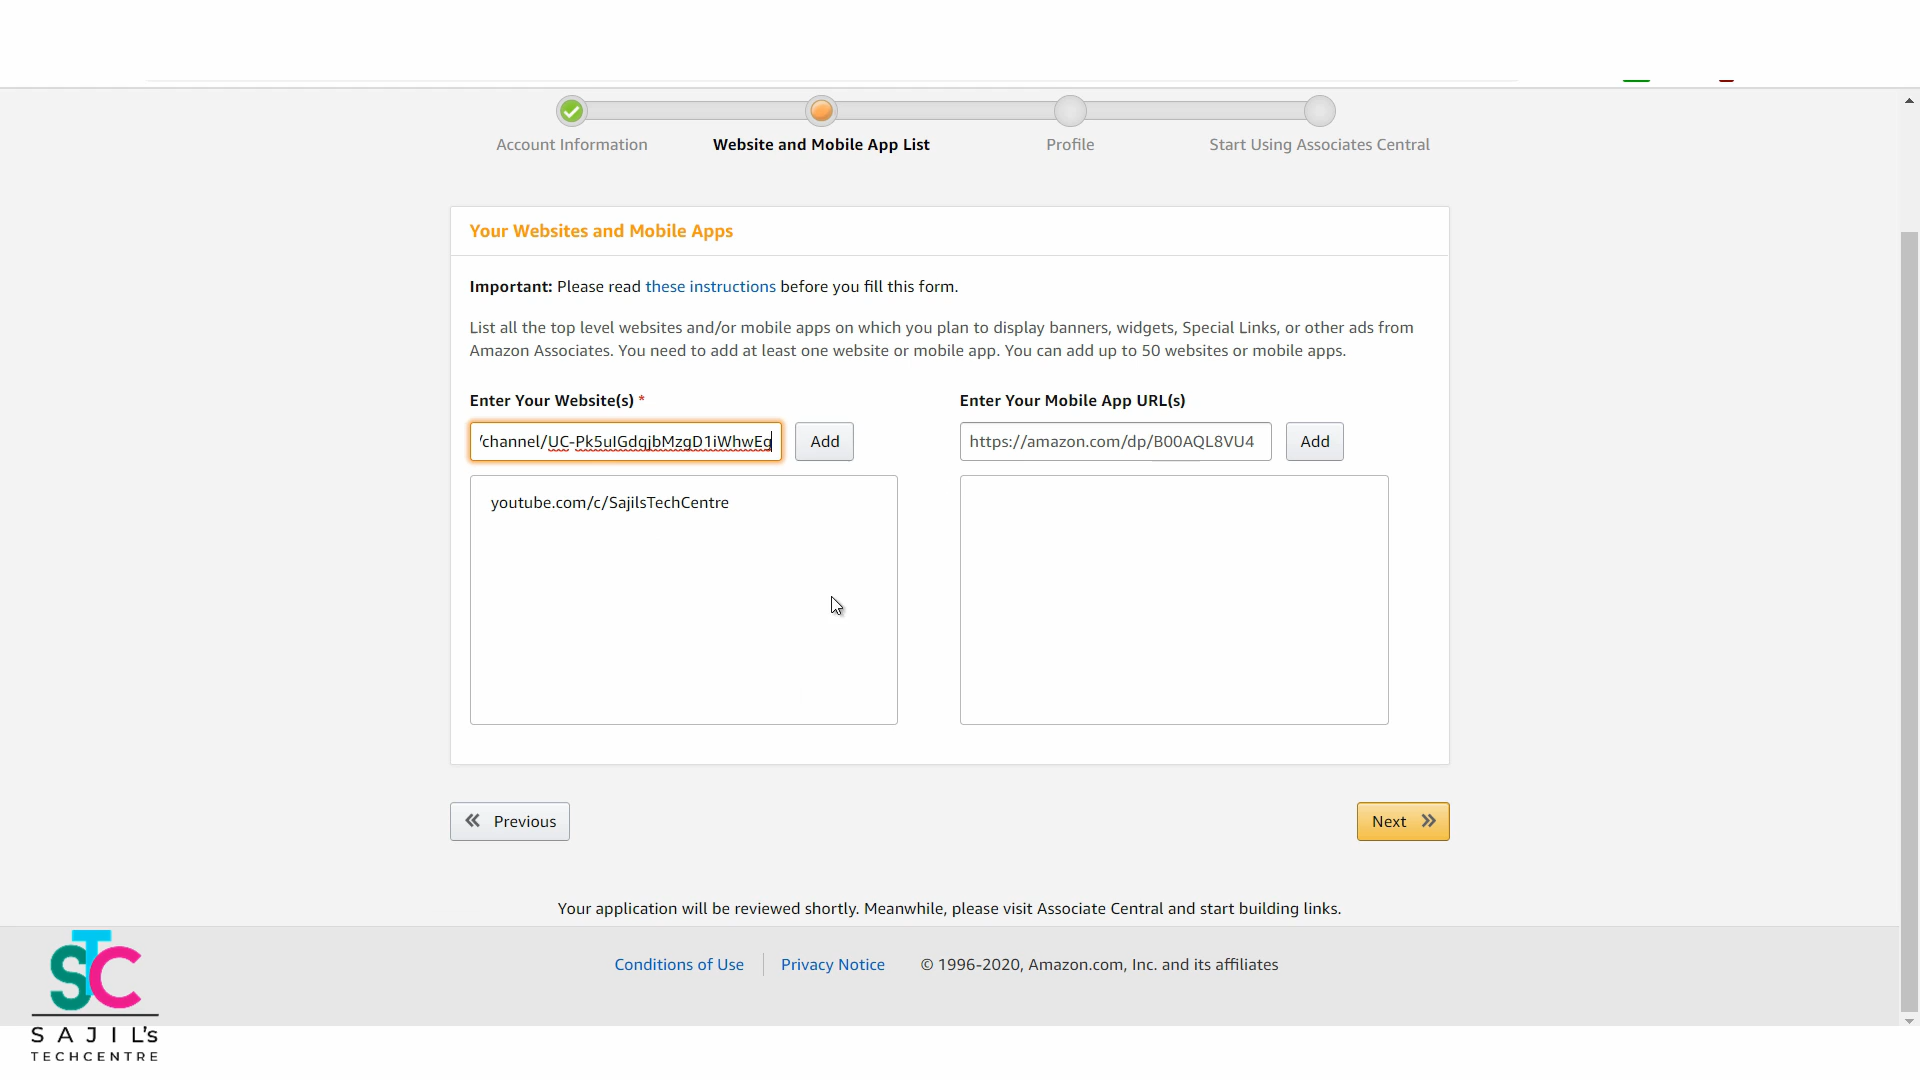 Account Information
Website and Mobile App List
Profile
Start Using Associates Central
Your Websites and Mobile Apps
Important: Please read these instructions before you fill this form.
List all the top level websites and/or mobile apps on which you plan to display banners, widgets, Special Links, or other ads from
Amazon Associates. You need to add at least one website or mobile app. You can add up to 50 websites or mobile apps.
Enter Your Website(s) *
Enter Your Mobile App URL(s)
/channel/UC-Pk5uIGdqjbMzgD1iWhwEg
Add
https://amazon.com/dp/B00AQL8VU4
Add
youtube.com/c/SajilsTechCentre
Previous
Next
Your application will be reviewed shortly. Meanwhile, please visit Associate Central and start building links.
Conditions of Use
Privacy Notice
© 1996-2020, Amazon.com, Inc. and its affiliates
STC
SAJIL's
TECHCENTRE